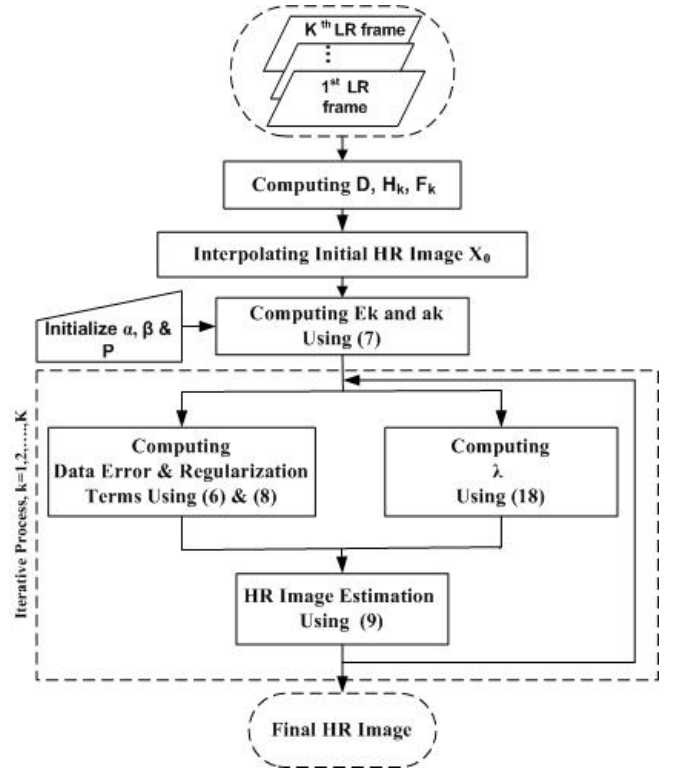 K th LR frame
⋮
1st LR
frame
Computing D, Hk, Fk
Interpolating Initial HR Image X0
Initialize α, β &
P
Computing Ek and ak
Using (7)
Iterative Process, k=1,2,.....,K
Computing
Data Error & Regularization
Terms Using (6) & (8)
Computing
λ
Using (18)
HR Image Estimation
Using (9)
Final HR Image